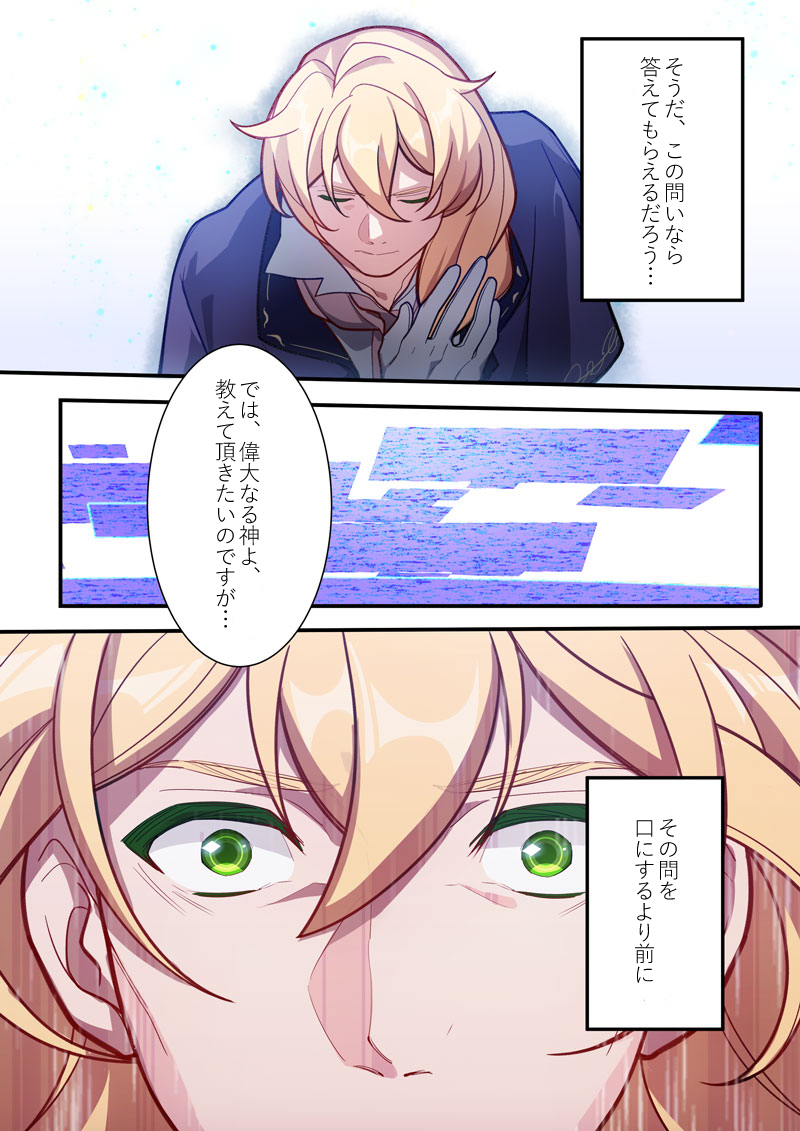 そうだ、この問いなら
答えてもらえるだろう…
では、偉大なる神よ、
教えて頂きたいのですが…
その問を
口にするより前に